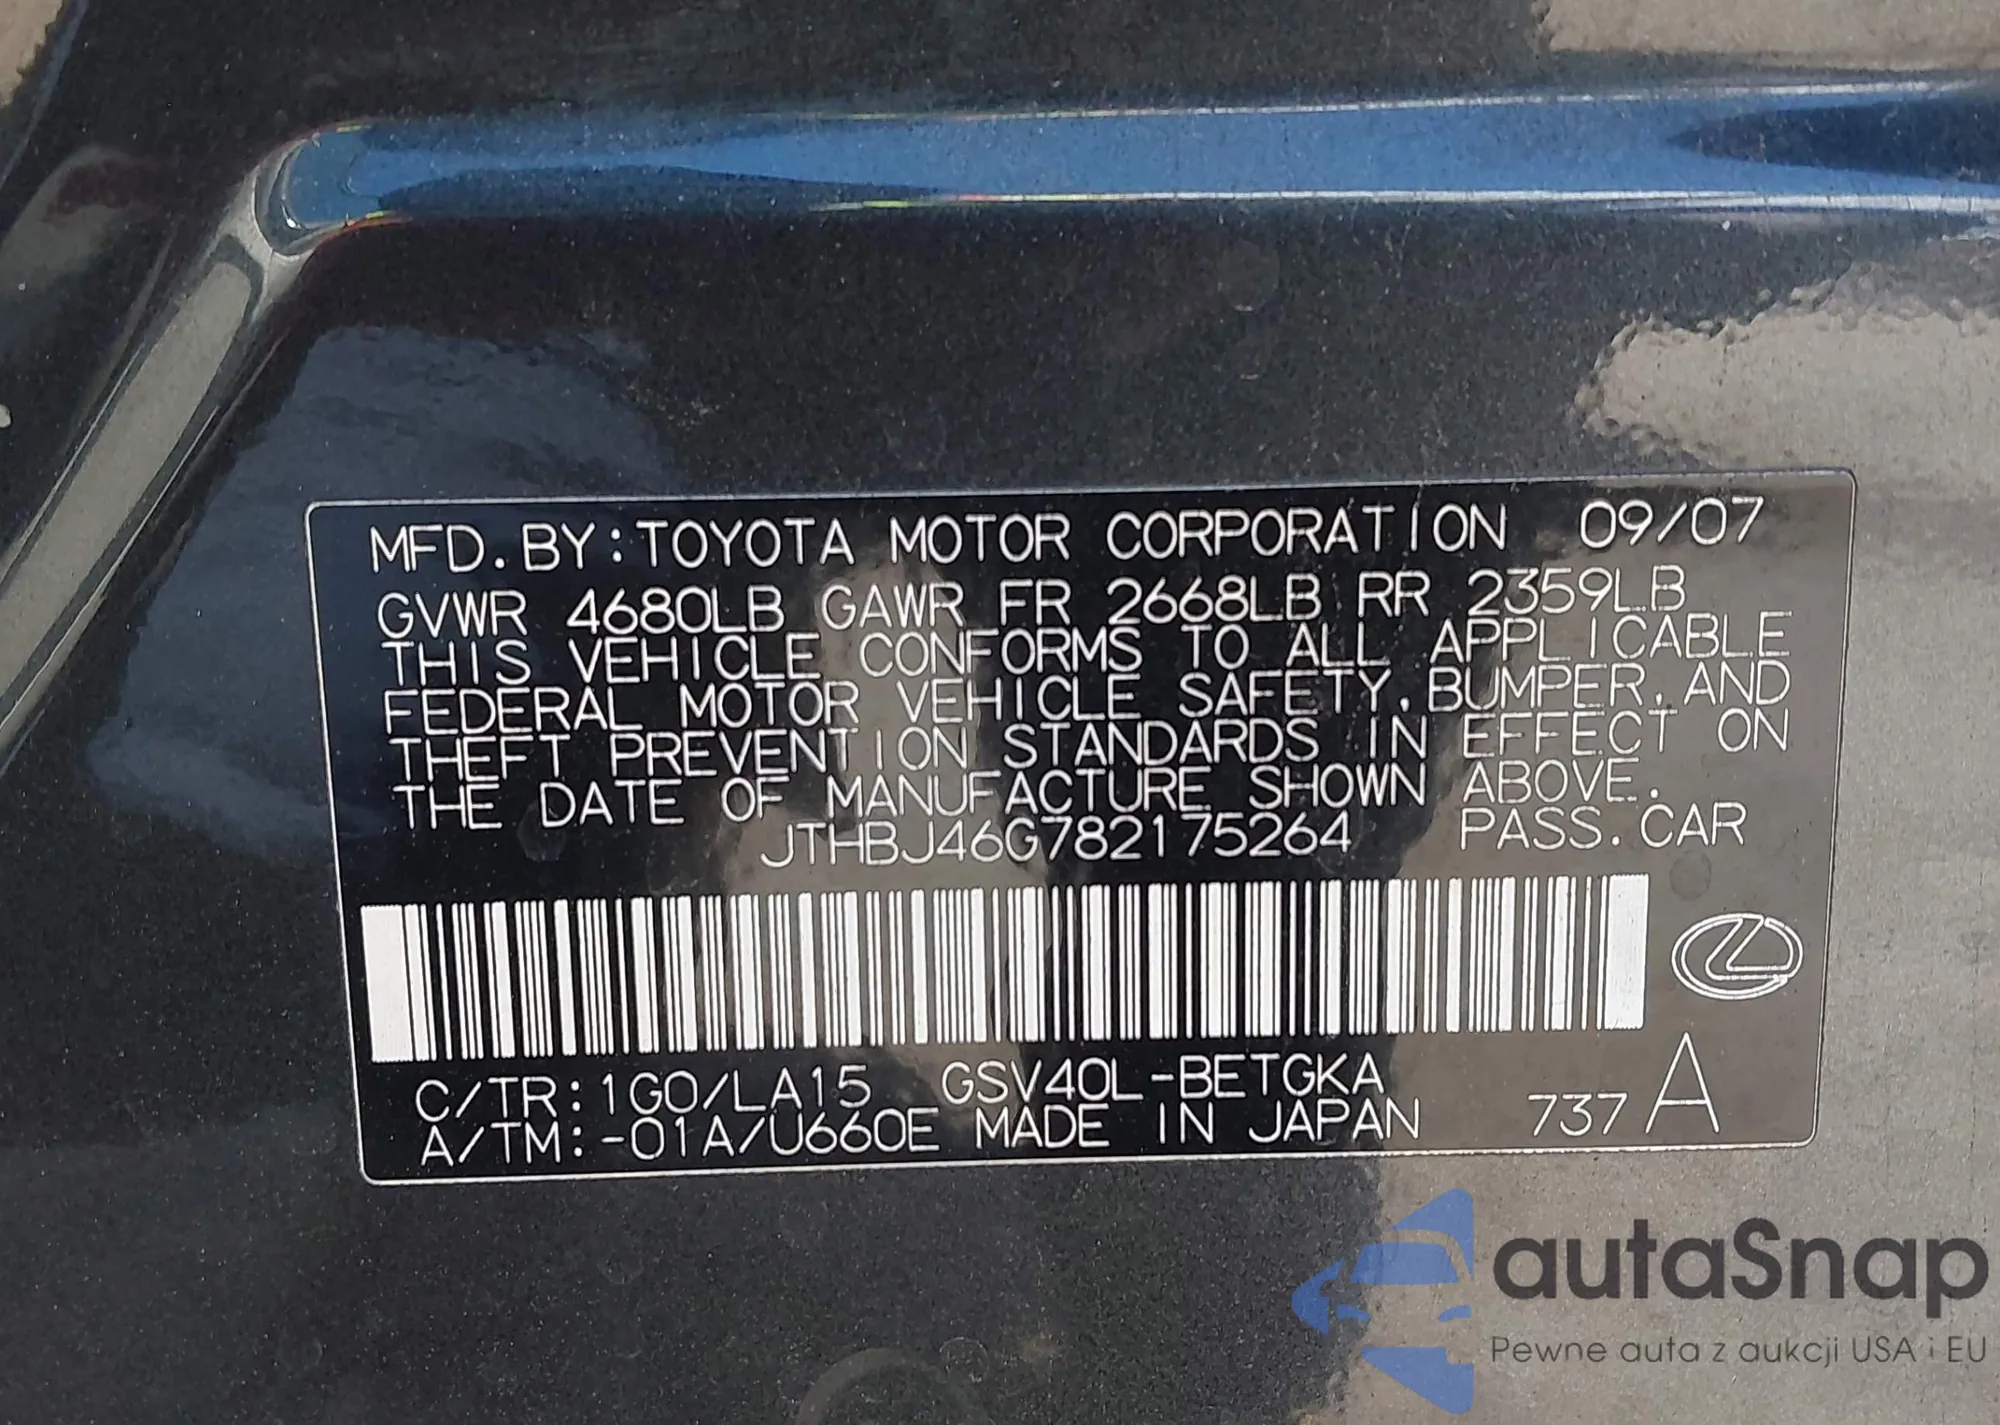 MFD. BY: TOYOTA MOTOR CORPORATION 09/07
GVWR 4680LB GAWR FR 2668LB RR 2359LB
THIS VEHICLE CONFORMS TO ALL APPLICABLE
FEDERAL MOTOR VEHICLE SAFETY, BUMPER, AND
THEFT PREVENTION STANDARDS IN EFFECT ON
THE DATE OF MANUFACTURE SHOWN ABOVE.
JTHBJ46G782175264 PASS. CAR
C/TR: 1G0/LA15 GSV40L-BETGKA
A/TM: -01A/U660E MADE IN JAPAN 737 A
autaSnap
Pewne auta z aukcji USA i EU